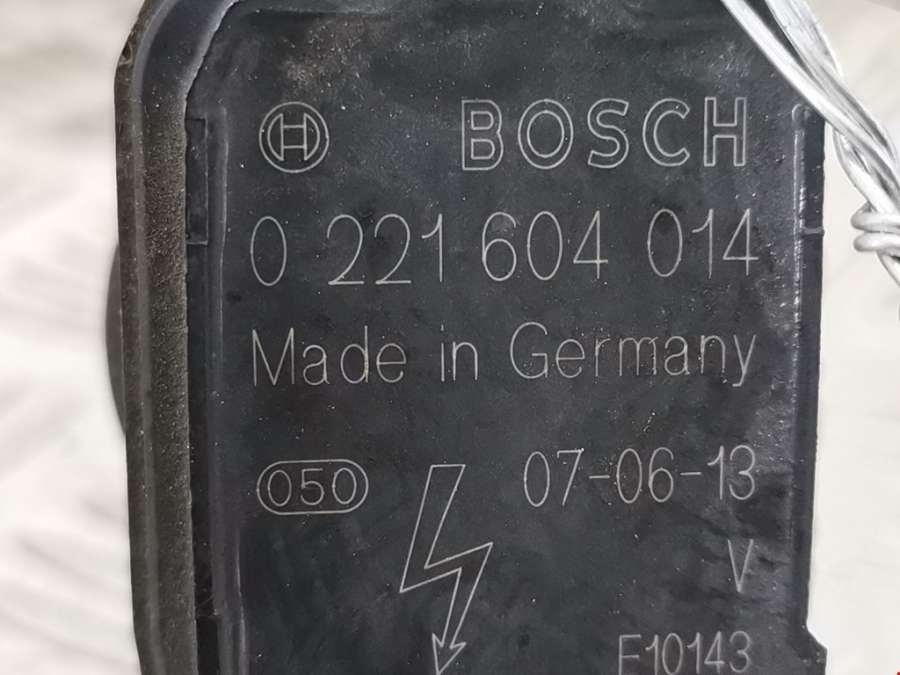 BOSCH
0 221 604 014
Made in Germany
050 07-06-13
V
F10143